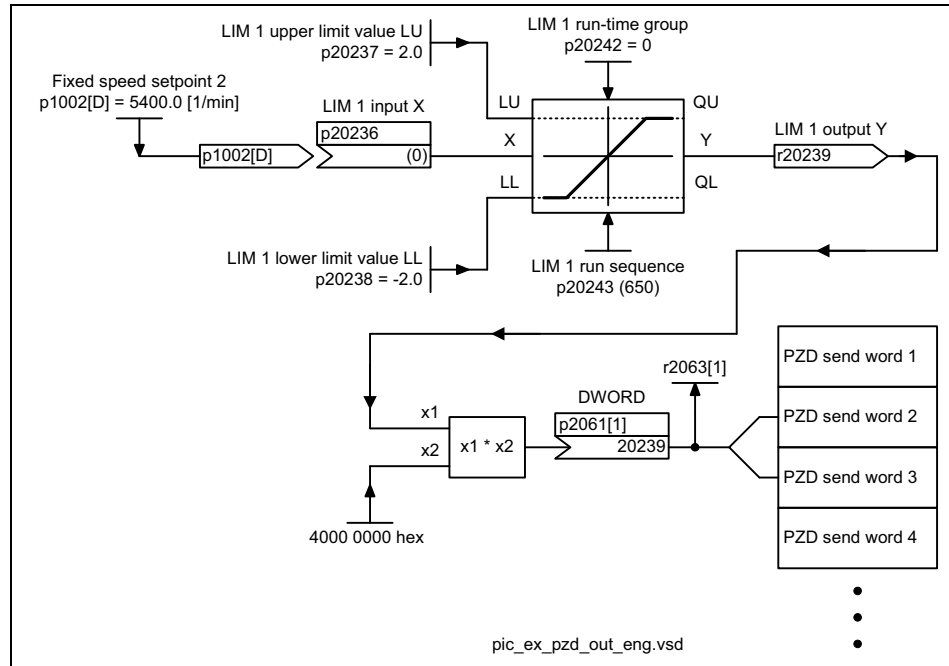 LIM 1 upper limit value LU
p20237 = 2.0
LIM 1 run-time group
p20242 = 0
Fixed speed setpoint 2
p1002[D] = 5400.0 [1/min]
LIM 1 input X
LU
QU
LIM 1 output Y
p20236
p1002[D]
(0)
X
Y
r20239
LL
QL
LIM 1 lower limit value LL
p20238 = -2.0
LIM 1 run sequence
p20243 (650)
PZD send word 1
r2063[1]
DWORD
PZD send word 2
x1
p2061[1]
x2
x1 * x2
20239
PZD send word 3
4000 0000 hex
PZD send word 4
pic_ex_pzd_out_eng.vsd